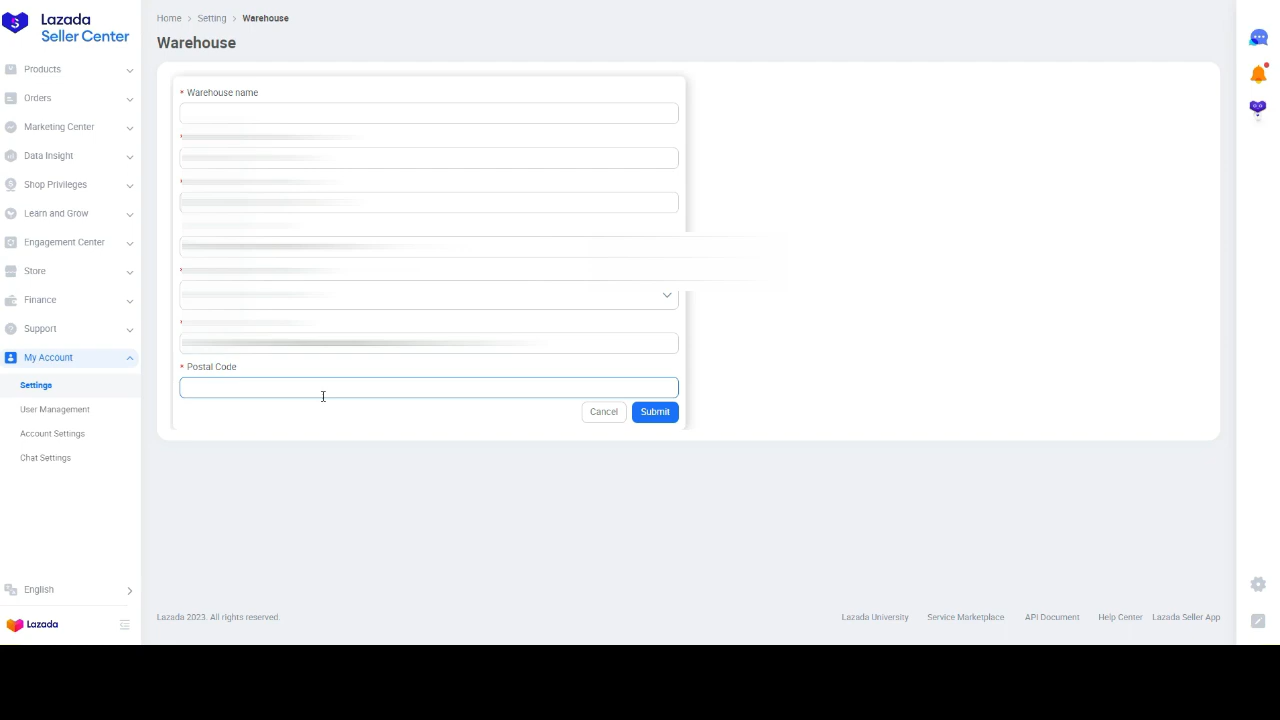 Lazada
Seller Center
Products
Orders
Marketing Center
Data Insight
Shop Privileges
Learn and Grow
Engagement Center
Store
Finance
Support
My Account
Settings
User Management
Account Settings
Chat Settings
English
Lazada
Home > Setting > Warehouse
Warehouse
* Warehouse name
* Postal Code
Cancel Submit
Lazada 2023. All rights reserved.
Lazada University Service Marketplace API Document Help Center Lazada Seller App